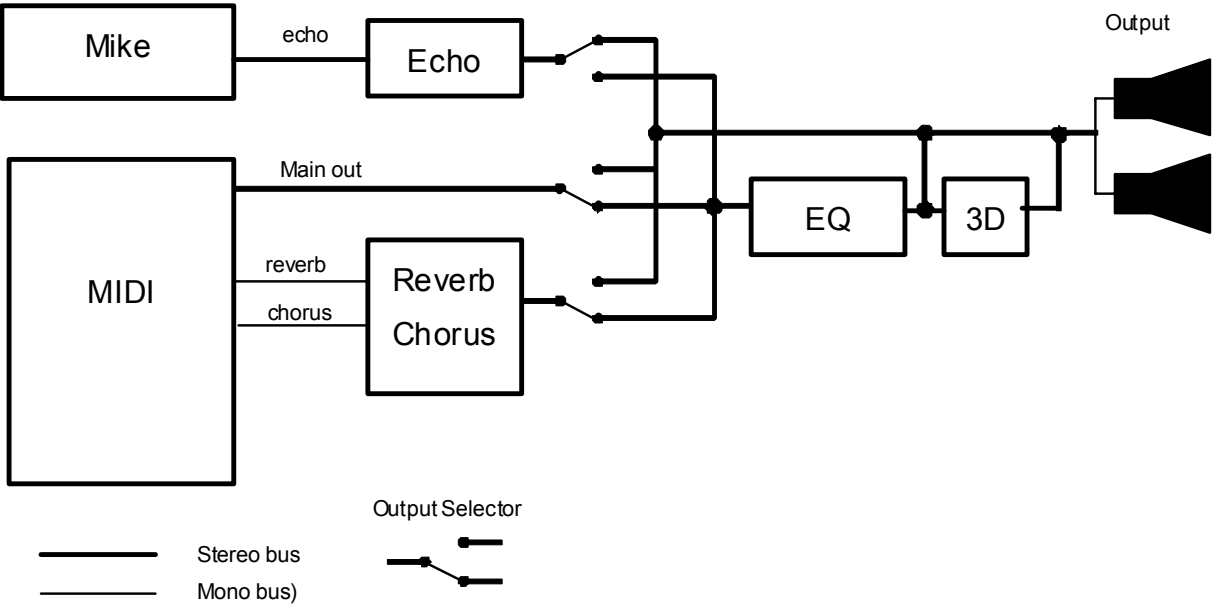 Output
Mike
echo
Echo
Main out
MIDI
reverb
chorus
Reverb
Chorus
EQ
3D
Output Selector
Stereo bus
Mono bus)